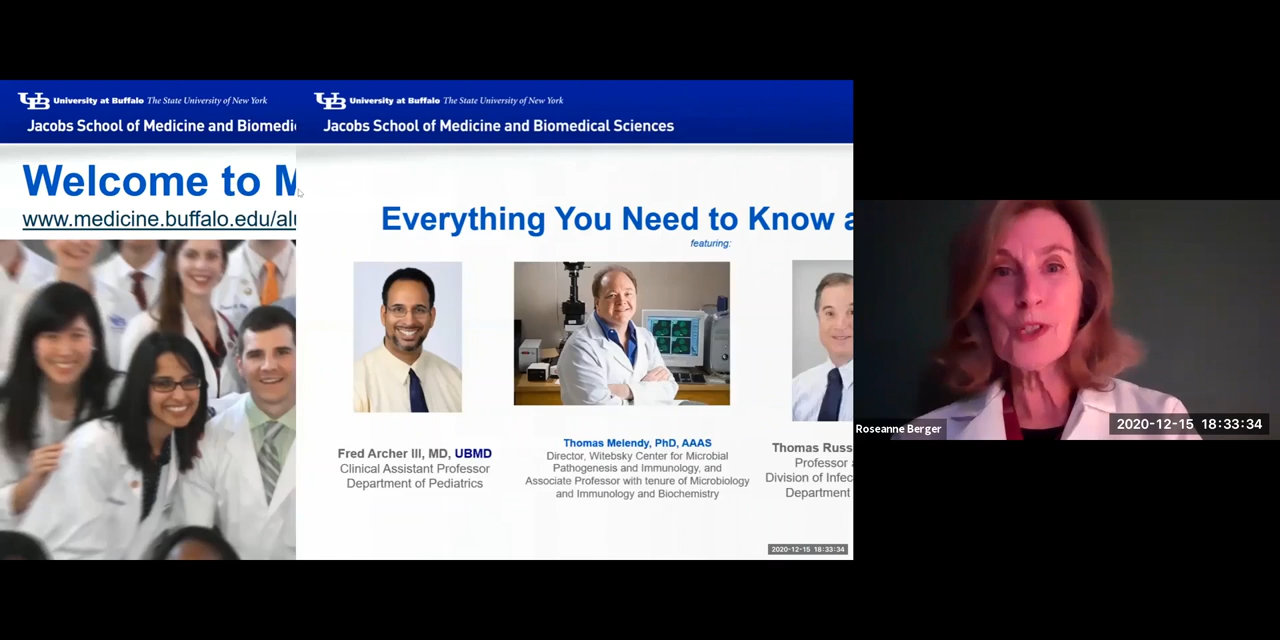 UB University at Buffalo The State University of New York
Jacobs School of Medicine and
Welcome to
www.medicine.buffalo.edu/
UB University at Buffalo The State University of New York
Jacobs School of Medicine and Biomedical Sciences
Everything You Need to Know
featuring:
Fred Archer III, MD, UBMD
Clinical Assistant Professor
Department of Pediatrics
Thomas Melendy, PhD, AAAS
Director, Witebsky Center for Microbial
Pathogenesis and Immunology, and
Associate Professor with tenure of Microbiology
and Immunology and Biochemistry
Thomas
Professor
Division of
Department
2020-12-15 18:33:34
Roseanne Berger
2020-12-15 18:33:34